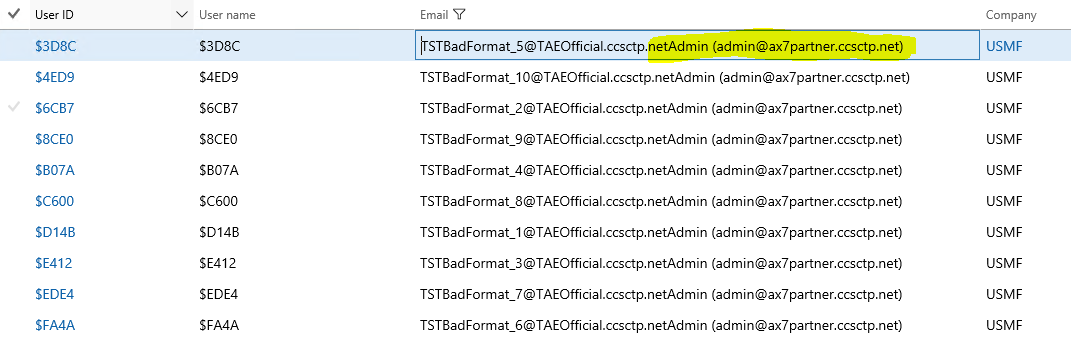 User ID User name Email Company
$3D8C $3D8C TSTBadFormat_5@TAEOfficial.ccsctp.netAdmin (admin@ax7partner.ccsctp.net) USMF
$4ED9 $4ED9 TSTBadFormat_10@TAEOfficial.ccsctp.netAdmin (admin@ax7partner.ccsctp.net) USMF
$6CB7 $6CB7 TSTBadFormat_2@TAEOfficial.ccsctp.netAdmin (admin@ax7partner.ccsctp.net) USMF
$8CE0 $8CE0 TSTBadFormat_9@TAEOfficial.ccsctp.netAdmin (admin@ax7partner.ccsctp.net) USMF
$B07A $B07A TSTBadFormat_4@TAEOfficial.ccsctp.netAdmin (admin@ax7partner.ccsctp.net) USMF
$C600 $C600 TSTBadFormat_8@TAEOfficial.ccsctp.netAdmin (admin@ax7partner.ccsctp.net) USMF
$D14B $D14B TSTBadFormat_1@TAEOfficial.ccsctp.netAdmin (admin@ax7partner.ccsctp.net) USMF
$E412 $E412 TSTBadFormat_3@TAEOfficial.ccsctp.netAdmin (admin@ax7partner.ccsctp.net) USMF
$EDE4 $EDE4 TSTBadFormat_7@TAEOfficial.ccsctp.netAdmin (admin@ax7partner.ccsctp.net) USMF
$FA4A $FA4A TSTBadFormat_6@TAEOfficial.ccsctp.netAdmin (admin@ax7partner.ccsctp.net) USMF